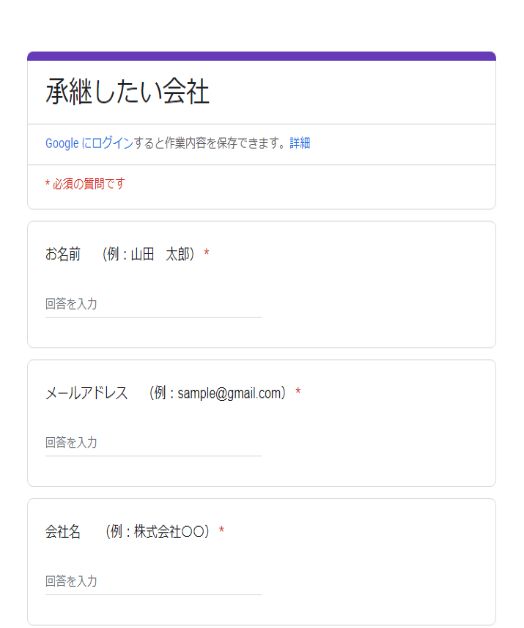 承継したい会社
Google にログインすると作業内容を保存できます。詳細
* 必須の質問です
お名前　（例：山田　太郎） *
回答を入力
メールアドレス　（例：sample@gmail.com） *
回答を入力
会社名　（例：株式会社〇〇） *
回答を入力